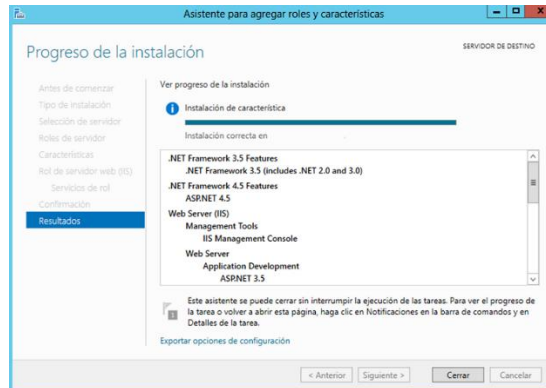 Asistente para agregar roles y características
Progreso de la instalación
SERVIDOR DE DESTINO
Antes de comenzar
Tipo de instalación
Selección de servidor
Roles de servidor
Características
Rol de servidor web (IIS)
Servicios de rol
Confirmación
Resultados
Ver progreso de la instalación
Instalación de característica
Instalación correcta en
.NET Framework 3.5 Features
.NET Framework 3.5 (includes .NET 2.0 and 3.0)
.NET Framework 4.5 Features
ASP.NET 4.5
Web Server (IIS)
Management Tools
IIS Management Console
Web Server
Application Development
ASP.NET 3.5
Este asistente se puede cerrar sin interrumpir la ejecución de las tareas. Para ver el progreso de
la tarea o volver a abrir esta página, haga clic en Notificaciones en la barra de comandos y en
Detalles de la tarea.
Exportar opciones de configuración
< Anterior
Siguiente >
Cerrar
Cancelar